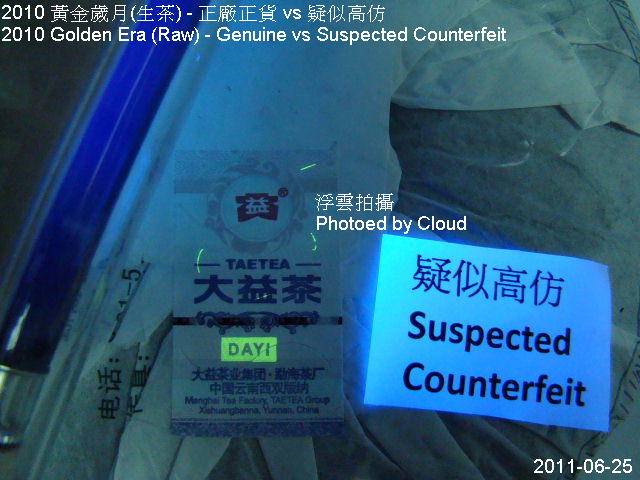 2010 黃金歲月(生茶) - 正廠正貨 vs 疑似高仿
2010 Golden Era (Raw) - Genuine vs Suspected Counterfeit
益
®
浮雲拍攝
Photoed by Cloud
TAETEA
大益茶
DAYI
大益茶业集团·勐海茶厂
中国云南西双版纳
Menghai Tea Factory, TAETEA Group
Xishuangbanna, Yunnan, China
疑似高仿
Suspected
Counterfeit
电话:
传真:
2011-06-25